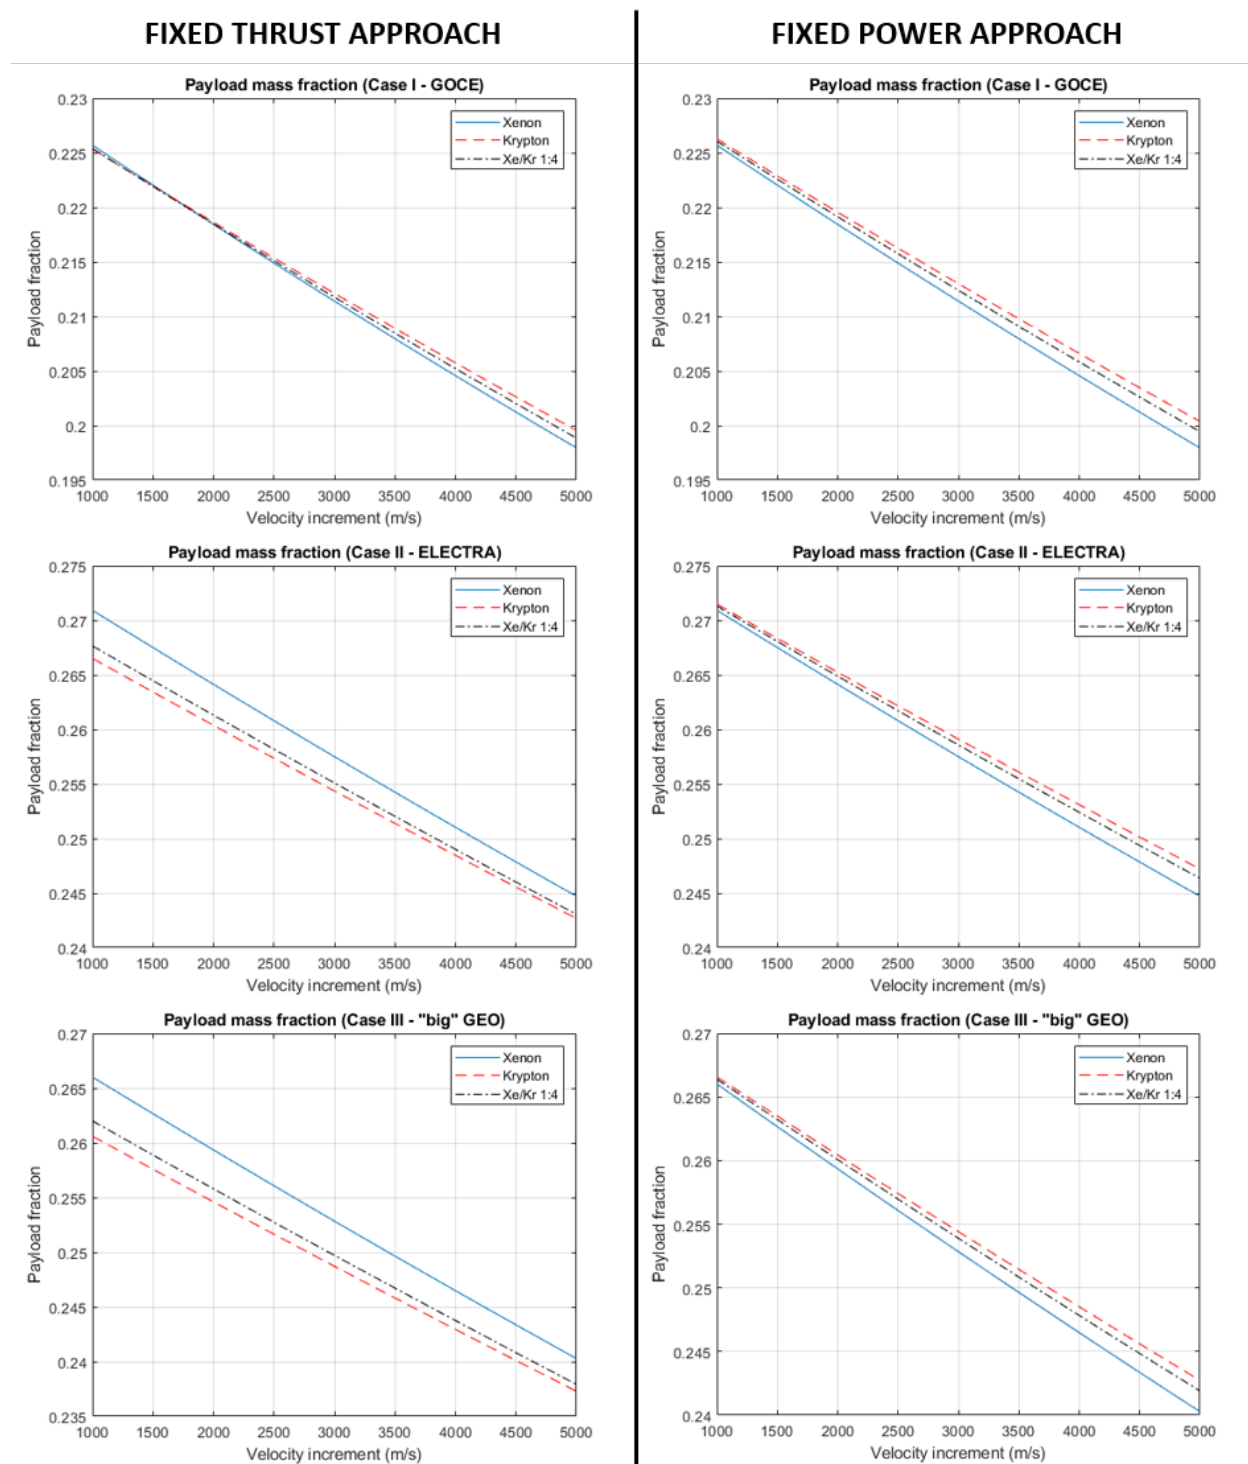 FIXED THRUST APPROACH
FIXED POWER APPROACH
Payload mass fraction (Case I - GOCE)
0.23
0.225
0.22
0.215
0.21
0.205
0.2
0.195
Payload fraction
Xenon
Krypton
Xe/Kr 1:4
1000 1500 2000 2500 3000 3500 4000 4500 5000
Velocity increment (m/s)
Payload mass fraction (Case I - GOCE)
0.23
0.225
0.22
0.215
0.21
0.205
0.2
0.195
Payload fraction
Xenon
Krypton
Xe/Kr 1:4
1000 1500 2000 2500 3000 3500 4000 4500 5000
Velocity increment (m/s)
Payload mass fraction (Case II - ELECTRA)
0.275
0.27
0.265
0.26
0.255
0.25
0.245
0.24
Payload fraction
Xenon
Krypton
Xe/Kr 1:4
1000 1500 2000 2500 3000 3500 4000 4500 5000
Velocity increment (m/s)
Payload mass fraction (Case II - ELECTRA)
0.275
0.27
0.265
0.26
0.255
0.25
0.245
0.24
Payload fraction
Xenon
Krypton
Xe/Kr 1:4
1000 1500 2000 2500 3000 3500 4000 4500 5000
Velocity increment (m/s)
Payload mass fraction (Case III - "big" GEO)
0.27
0.265
0.26
0.255
0.25
0.245
0.24
0.235
Payload fraction
Xenon
Krypton
Xe/Kr 1:4
1000 1500 2000 2500 3000 3500 4000 4500 5000
Velocity increment (m/s)
Payload mass fraction (Case III - "big" GEO)
0.27
0.265
0.26
0.255
0.25
0.245
0.24
Payload fraction
Xenon
Krypton
Xe/Kr 1:4
1000 1500 2000 2500 3000 3500 4000 4500 5000
Velocity increment (m/s)